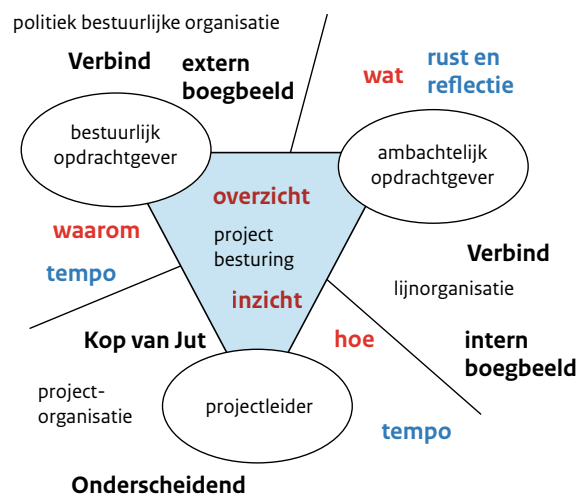 politiek bestuurlijke organisatie
Verbind
extern
boegbeeld
wat
rust en
reflectie
bestuurlijk
opdrachtgever
ambachtelijk
opdrachtgever
overzicht
waarom
project
besturing
tempo
inzicht
Verbind
lijnorganisatie
Kop van Jut
hoe
intern
boegbeeld
project-
organisatie
projectleider
tempo
Onderscheidend